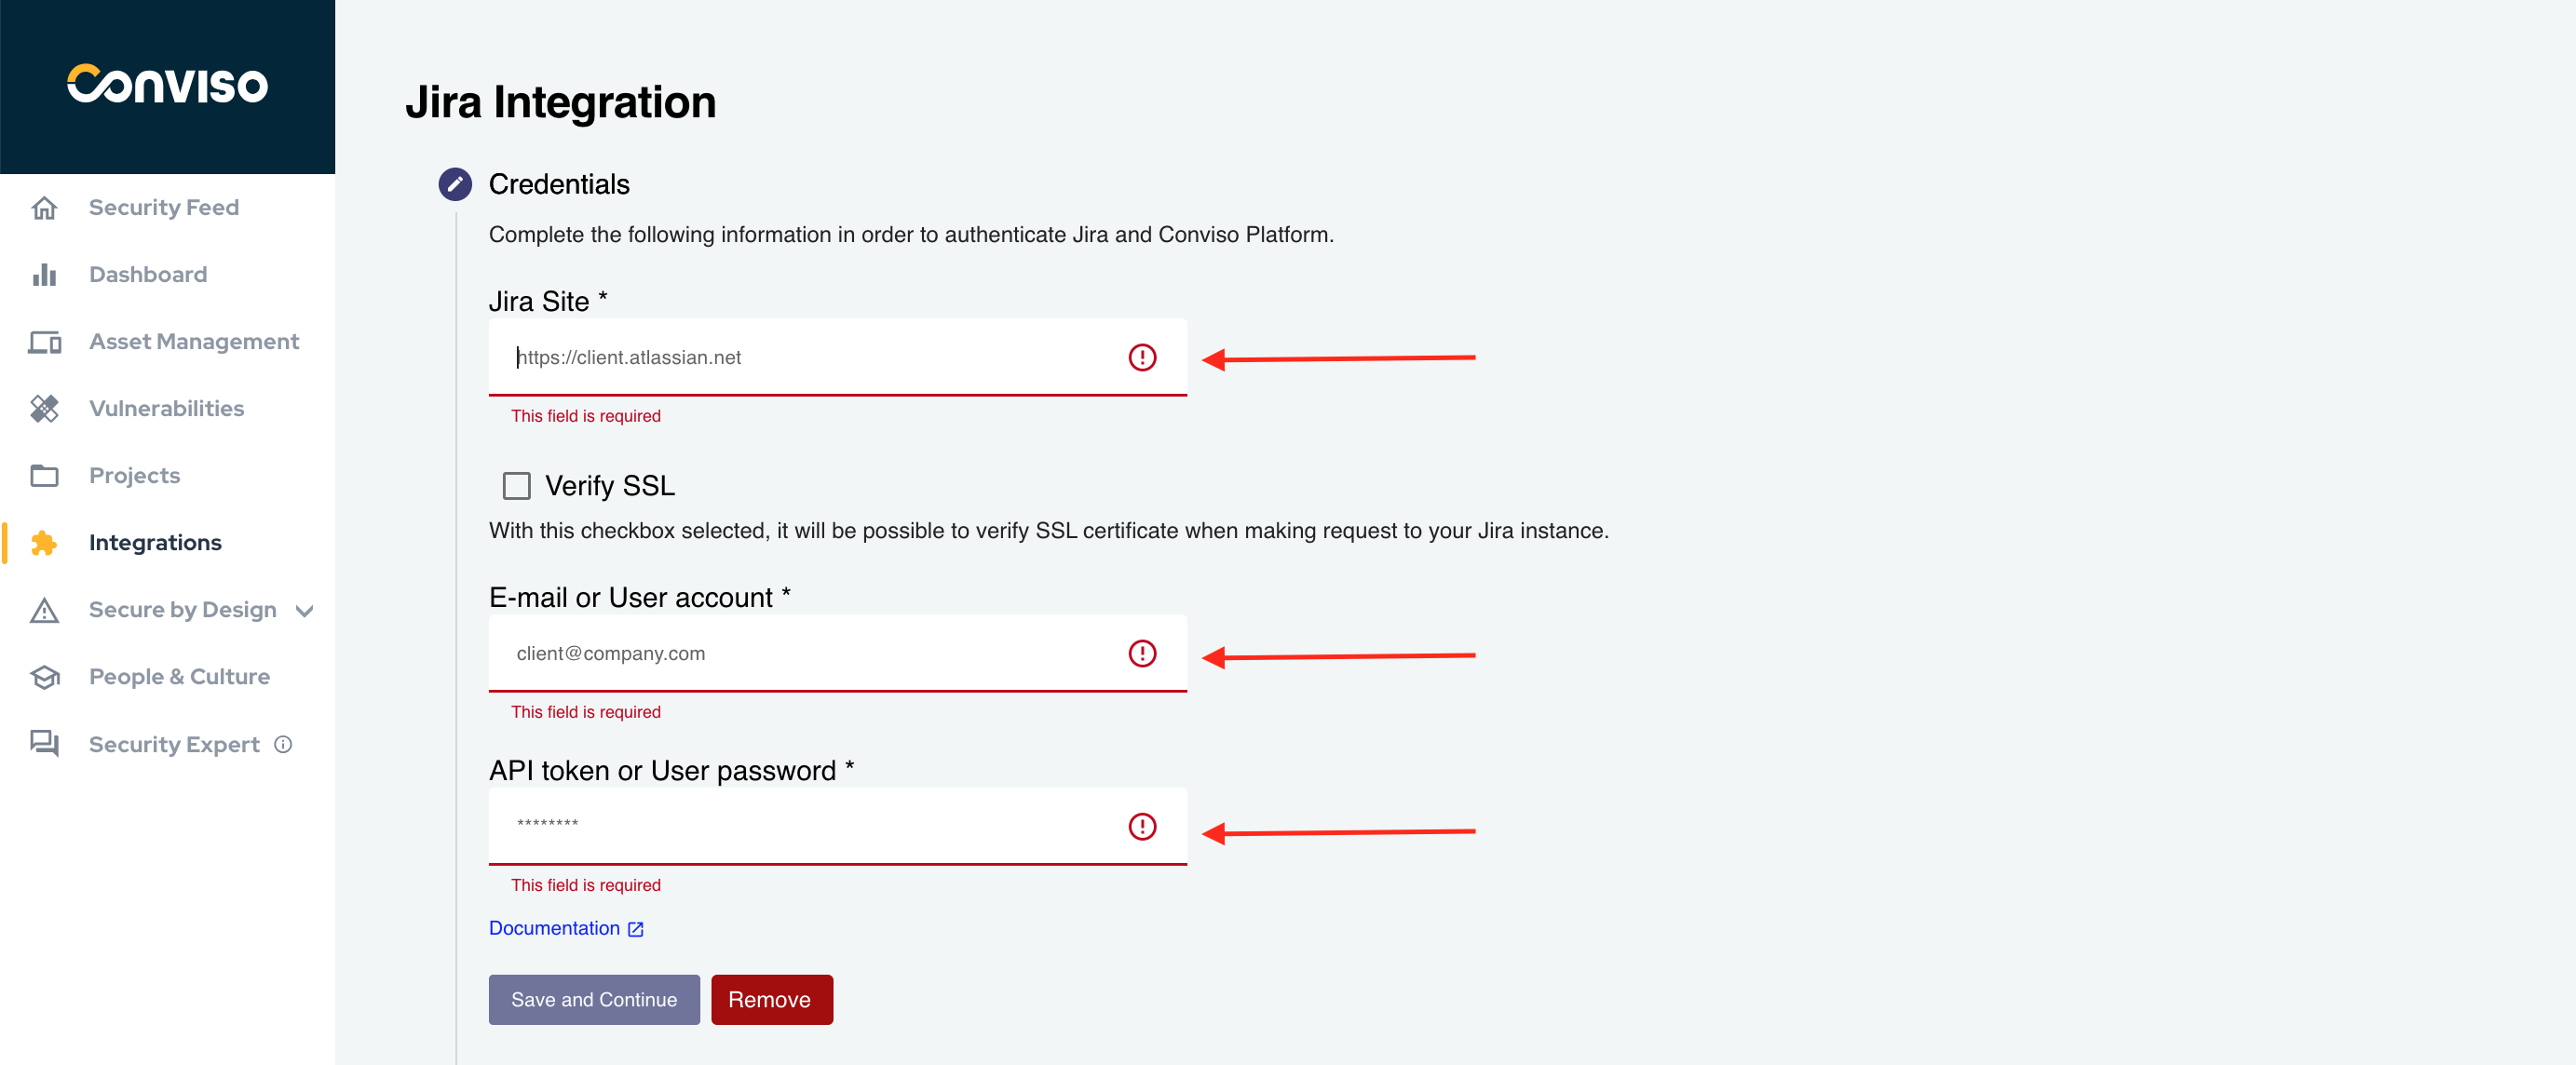 Conviso
Security Feed
Dashboard
Asset Management
Vulnerabilities
Projects
Integrations
Secure by Design
People & Culture
Security Expert
Jira Integration
Credentials
Complete the following information in order to authenticate Jira and Conviso Platform.
Jira Site *
https://client.atlassian.net
This field is required
Verify SSL
With this checkbox selected, it will be possible to verify SSL certificate when making request to your Jira instance.
E-mail or User account *
client@company.com
This field is required
API token or User password *
********
This field is required
Documentation
Save and Continue
Remove